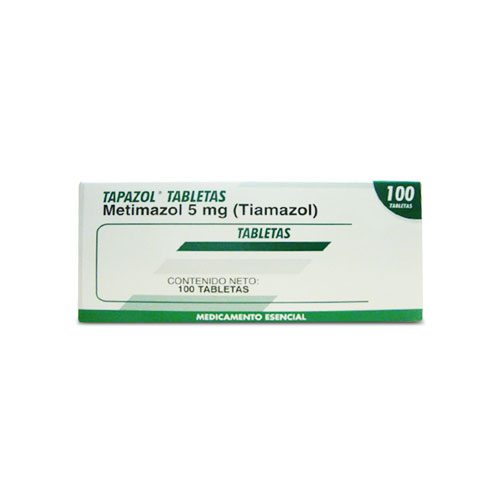 TAPAZOL® TABLETAS
Metimazol 5 mg (Tiamazol)
100
TABLETAS
TABLETAS
CONTENIDO NETO:
100 TABLETAS
MEDICAMENTO ESENCIAL